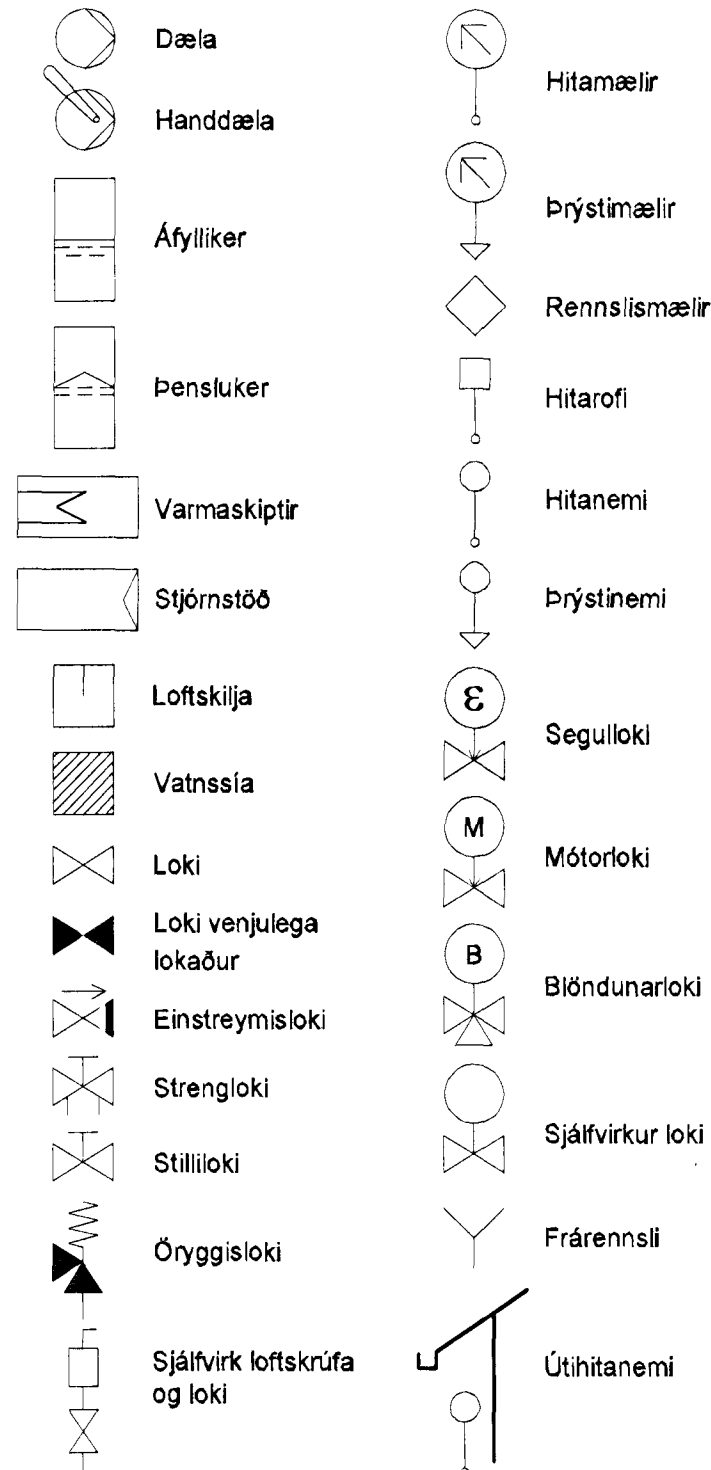 Dæla
Handdæla
Áfylliker
Þensluker
Varmaskiptir
Stjórnstöð
Loftskilja
Vatnssía
Loki
Loki venjulega
lokaður
Einstreymisloki
Strengloki
Stilliloki
Öryggisloki
Sjálfvirk loftskrúfa
og loki
Hitamælir
Þrýstimælir
Rennslismælir
Hitarofi
Hitanemi
Þrýstinemi
ε
Segulloki
M
Mótorloki
B
Blöndunarloki
Sjálfvirkur loki
Frárennsli
Útihitanemi